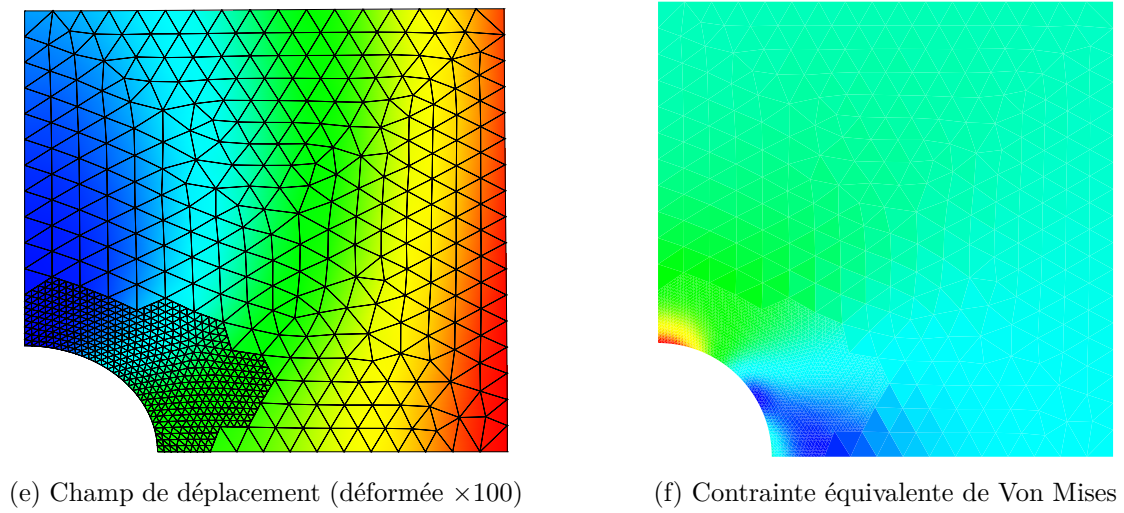 (e) Champ de déplacement (déformée ×100)
(f) Contrainte équivalente de Von Mises